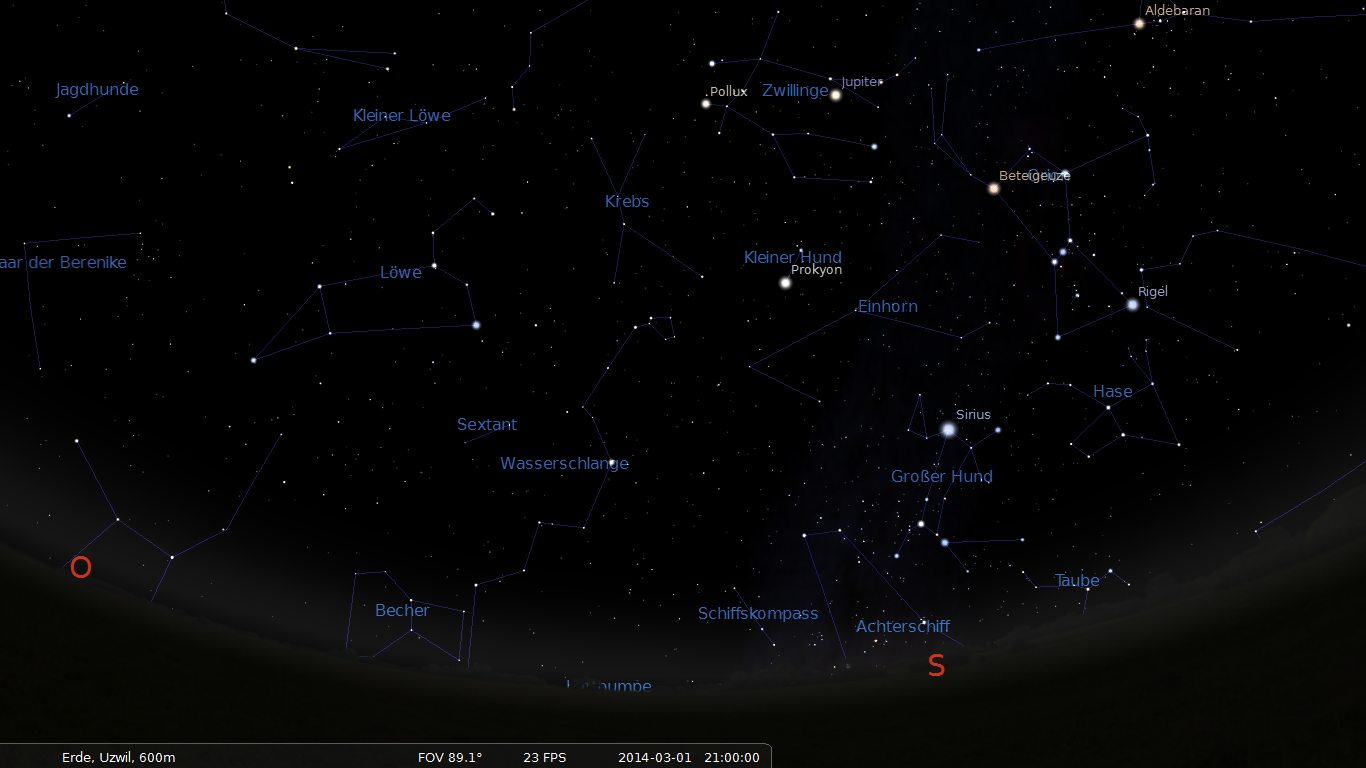 Aldebaran
Jagdhunde
Pollux
Zwillinge
Jupiter
Kleiner Löwe
Beteigeuze
Krebs
aar der Berenike
Löwe
Kleiner Hund
Prokyon
Einhorn
Rigel
Hase
Sirius
Sextant
Wasserschlange
Großer Hund
O
Becher
Schiffskompass
Achterschiff
Taube
S
Erde, Uzwil, 600m FOV 89.1° 23 FPS 2014-03-01 21:00:00